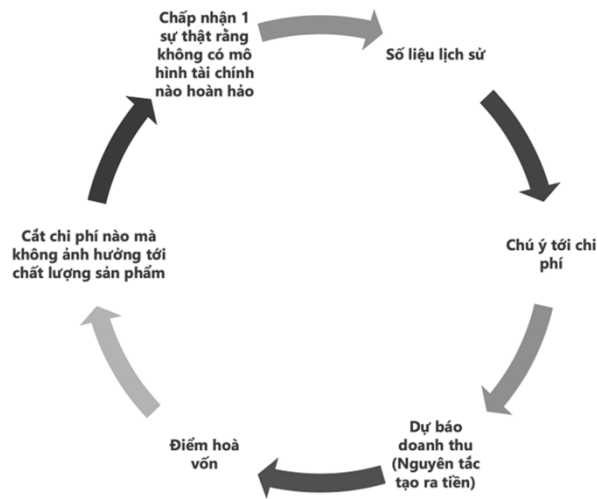 Chấp nhận 1
sự thật rằng
không có mô
hình tài chính
nào hoàn hảo
Số liệu lịch sử
Chú ý tới chi
phí
Dự báo
doanh thu
(Nguyên tắc
tạo ra tiền)
Điểm hoà
vốn
Cắt chi phí nào mà
không ảnh hưởng tới
chất lượng sản phẩm